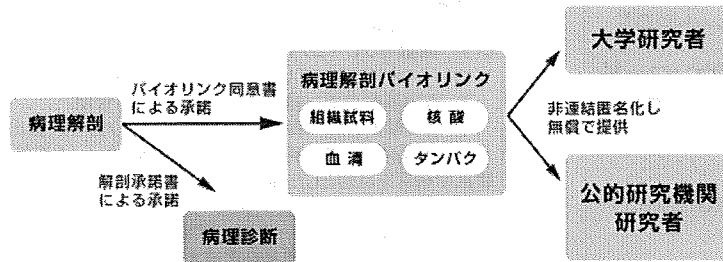 病理解剖
バイオリンク同意書
による承諾
解剖承諾書
による承諾
病理診断
病理解剖バイオリンク
組織試料
核酸
血清
タンパク
非連結匿名化し
無償で提供
大学研究者
公的研究機関
研究者